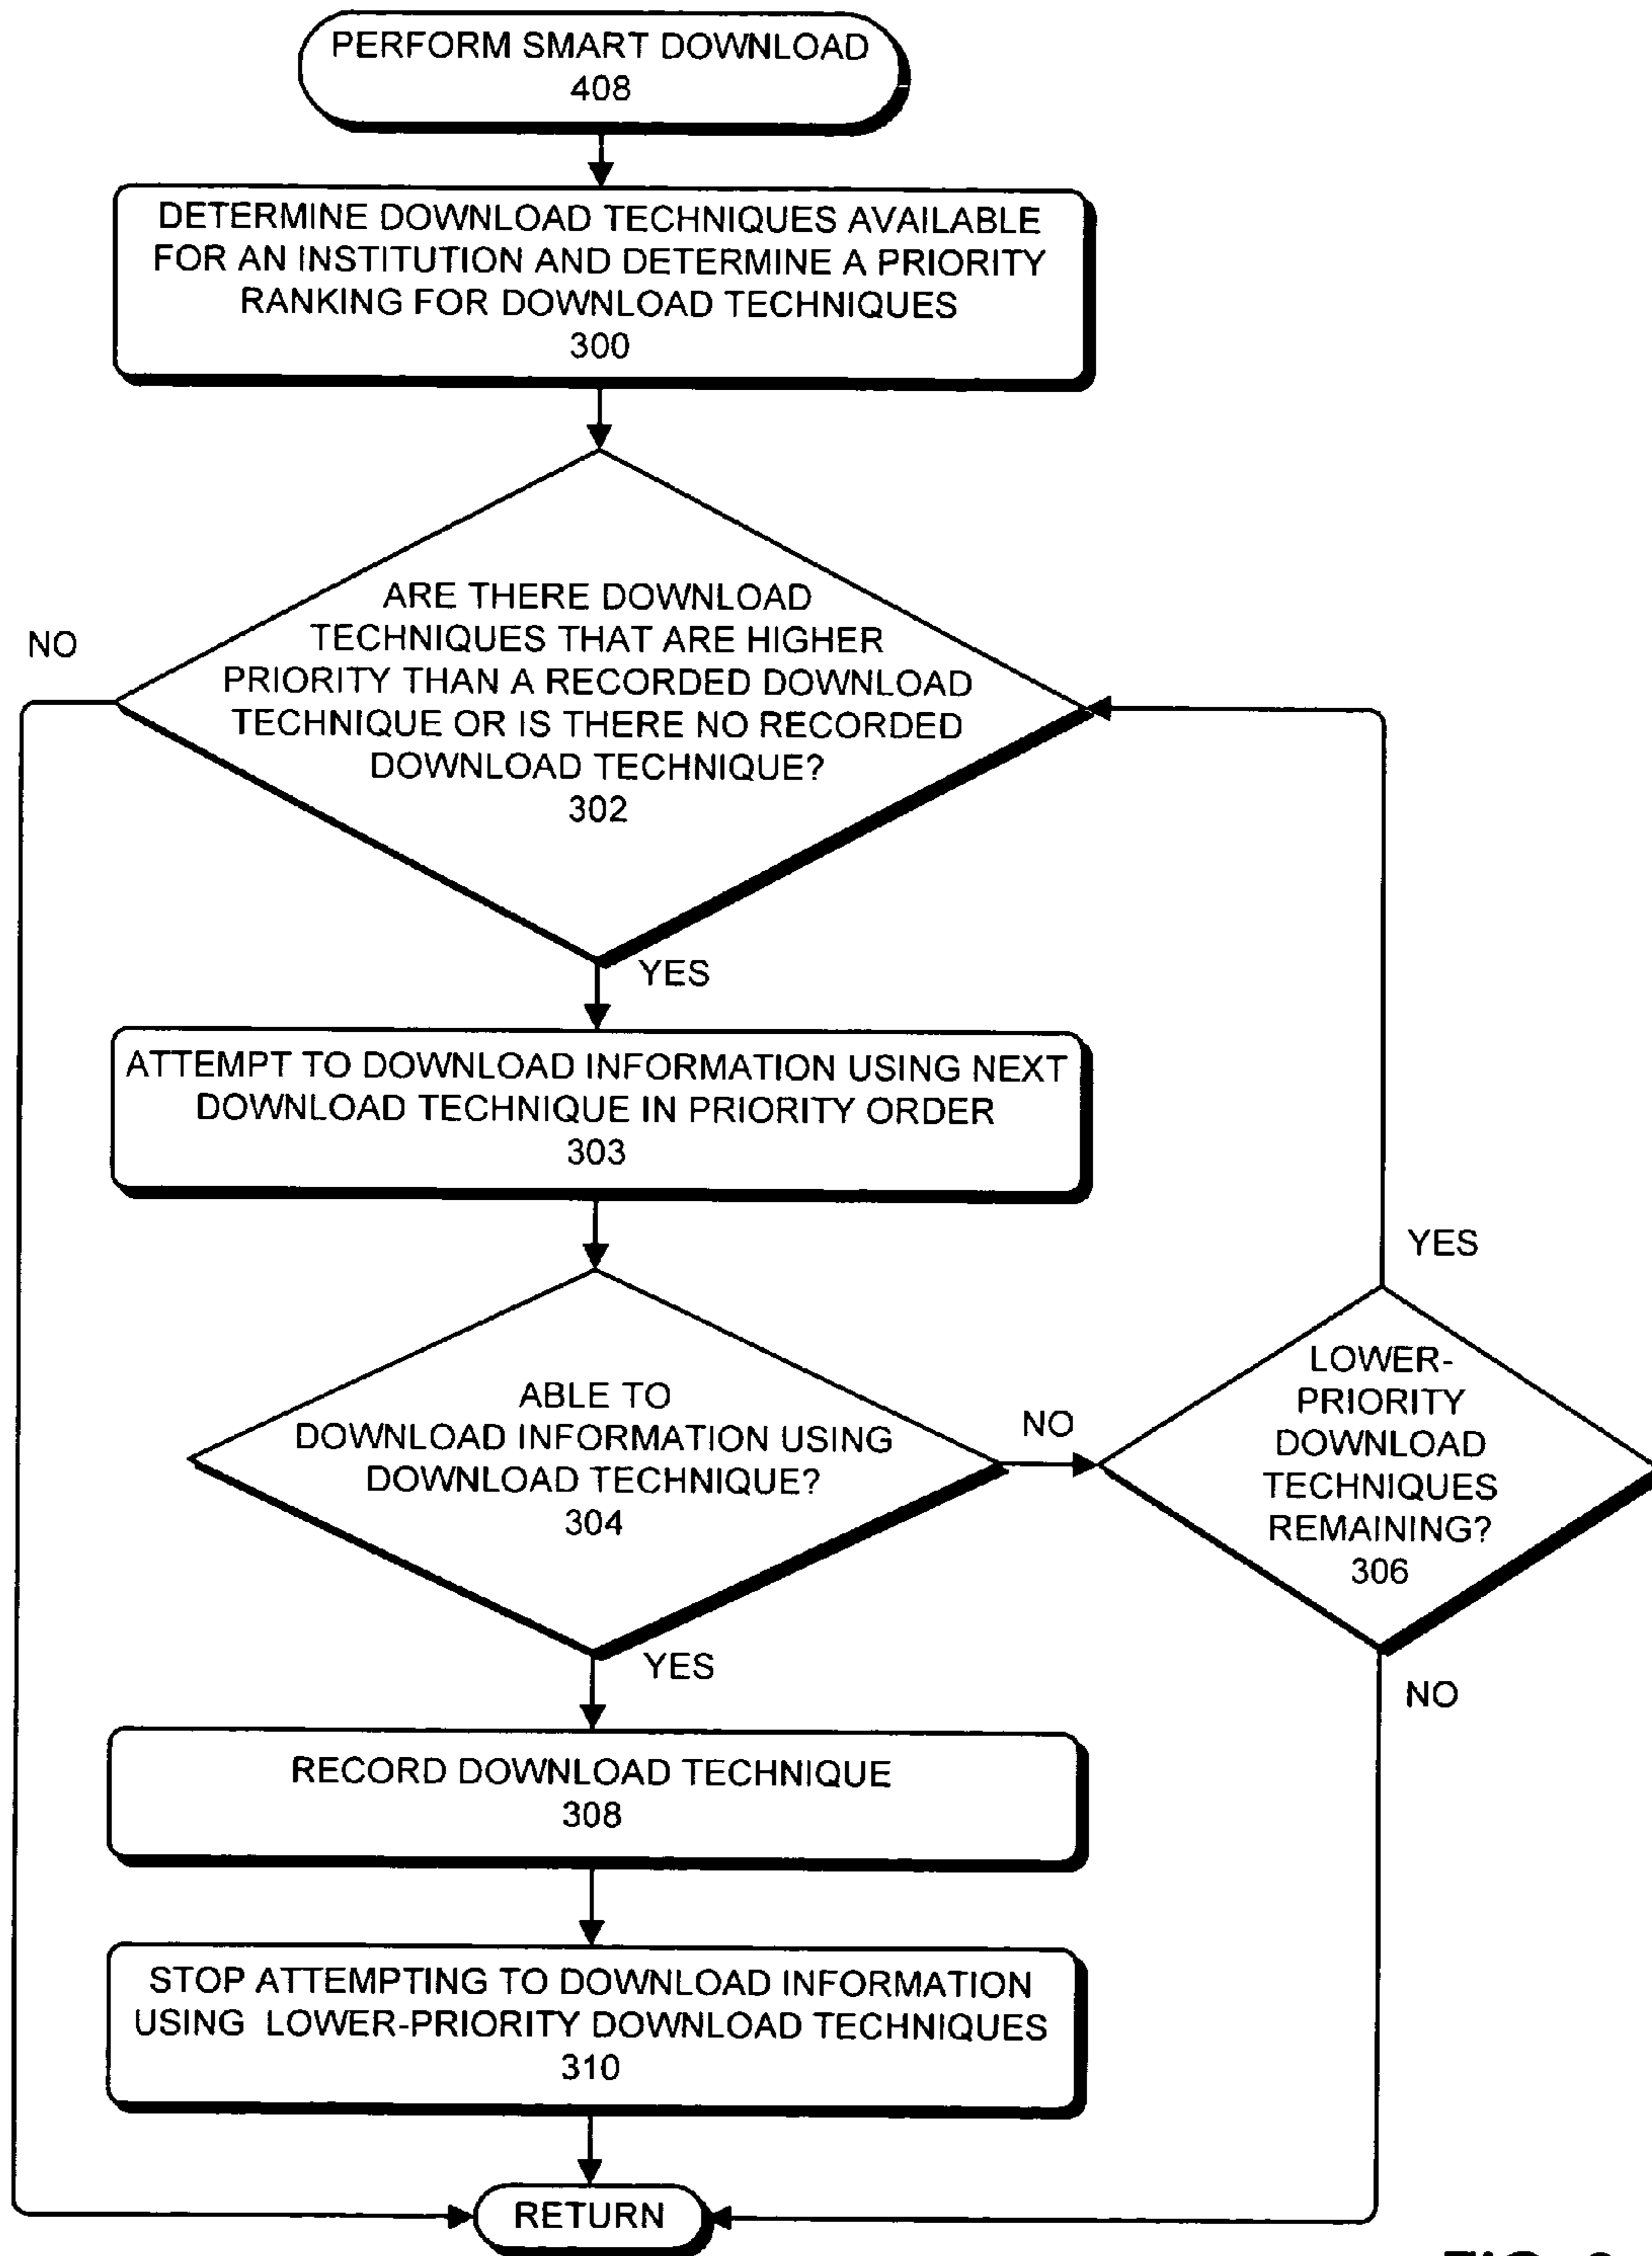 PERFORM SMART DOWNLOAD
408
DETERMINE DOWNLOAD TECHNIQUES AVAILABLE
FOR AN INSTITUTION AND DETERMINE A PRIORITY
RANKING FOR DOWNLOAD TECHNIQUES
300
NO
ARE THERE DOWNLOAD
TECHNIQUES THAT ARE HIGHER
PRIORITY THAN A RECORDED DOWNLOAD
TECHNIQUE OR IS THERE NO RECORDED
DOWNLOAD TECHNIQUE?
302
YES
ATTEMPT TO DOWNLOAD INFORMATION USING NEXT
DOWNLOAD TECHNIQUE IN PRIORITY ORDER
303
ABLE TO
DOWNLOAD INFORMATION USING
DOWNLOAD TECHNIQUE?
304
NO
YES
LOWER-
PRIORITY
DOWNLOAD
TECHNIQUES
REMAINING?
306
NO
YES
RECORD DOWNLOAD TECHNIQUE
308
STOP ATTEMPTING TO DOWNLOAD INFORMATION
USING LOWER-PRIORITY DOWNLOAD TECHNIQUES
310
RETURN